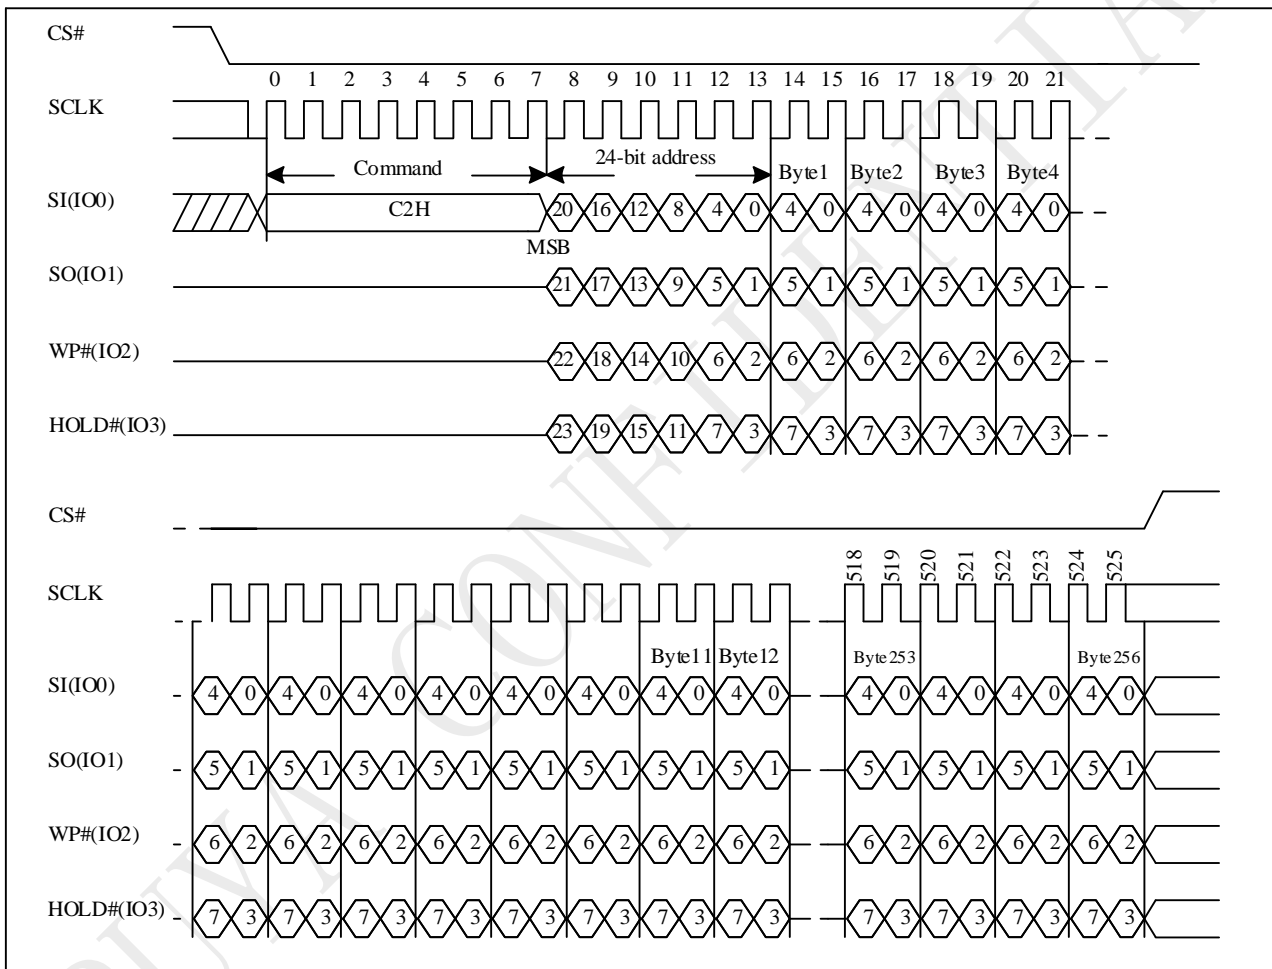 CS#
0 1 2 3 4 5 6 7 8 9 10 11 12 13 14 15 16 17 18 19 20 21
SCLK
Command 24-bit address Byte1 Byte2 Byte3 Byte4
SI(IO0) C2H 20 16 12 8 4 0 4 0 4 0 4 0 4 0
MSB
SO(IO1) 21 17 13 9 5 1 5 1 5 1 5 1 5 1
WP#(IO2) 22 18 14 10 6 2 6 2 6 2 6 2 6 2
HOLD#(IO3) 23 19 15 11 7 3 7 3 7 3 7 3 7 3
CS#
518 519 520 521 522 523 524 525
SCLK
Byte11 Byte12 Byte253 Byte256
SI(IO0) 4 0 4 0 4 0 4 0 4 0 4 0 4 0 4 0 4 0 4 0 4 0 4 0
SO(IO1) 5 1 5 1 5 1 5 1 5 1 5 1 5 1 5 1 5 1 5 1 5 1 5 1
WP#(IO2) 6 2 6 2 6 2 6 2 6 2 6 2 6 2 6 2 6 2 6 2 6 2 6 2
HOLD#(IO3) 7 3 7 3 7 3 7 3 7 3 7 3 7 3 7 3 7 3 7 3 7 3 7 3